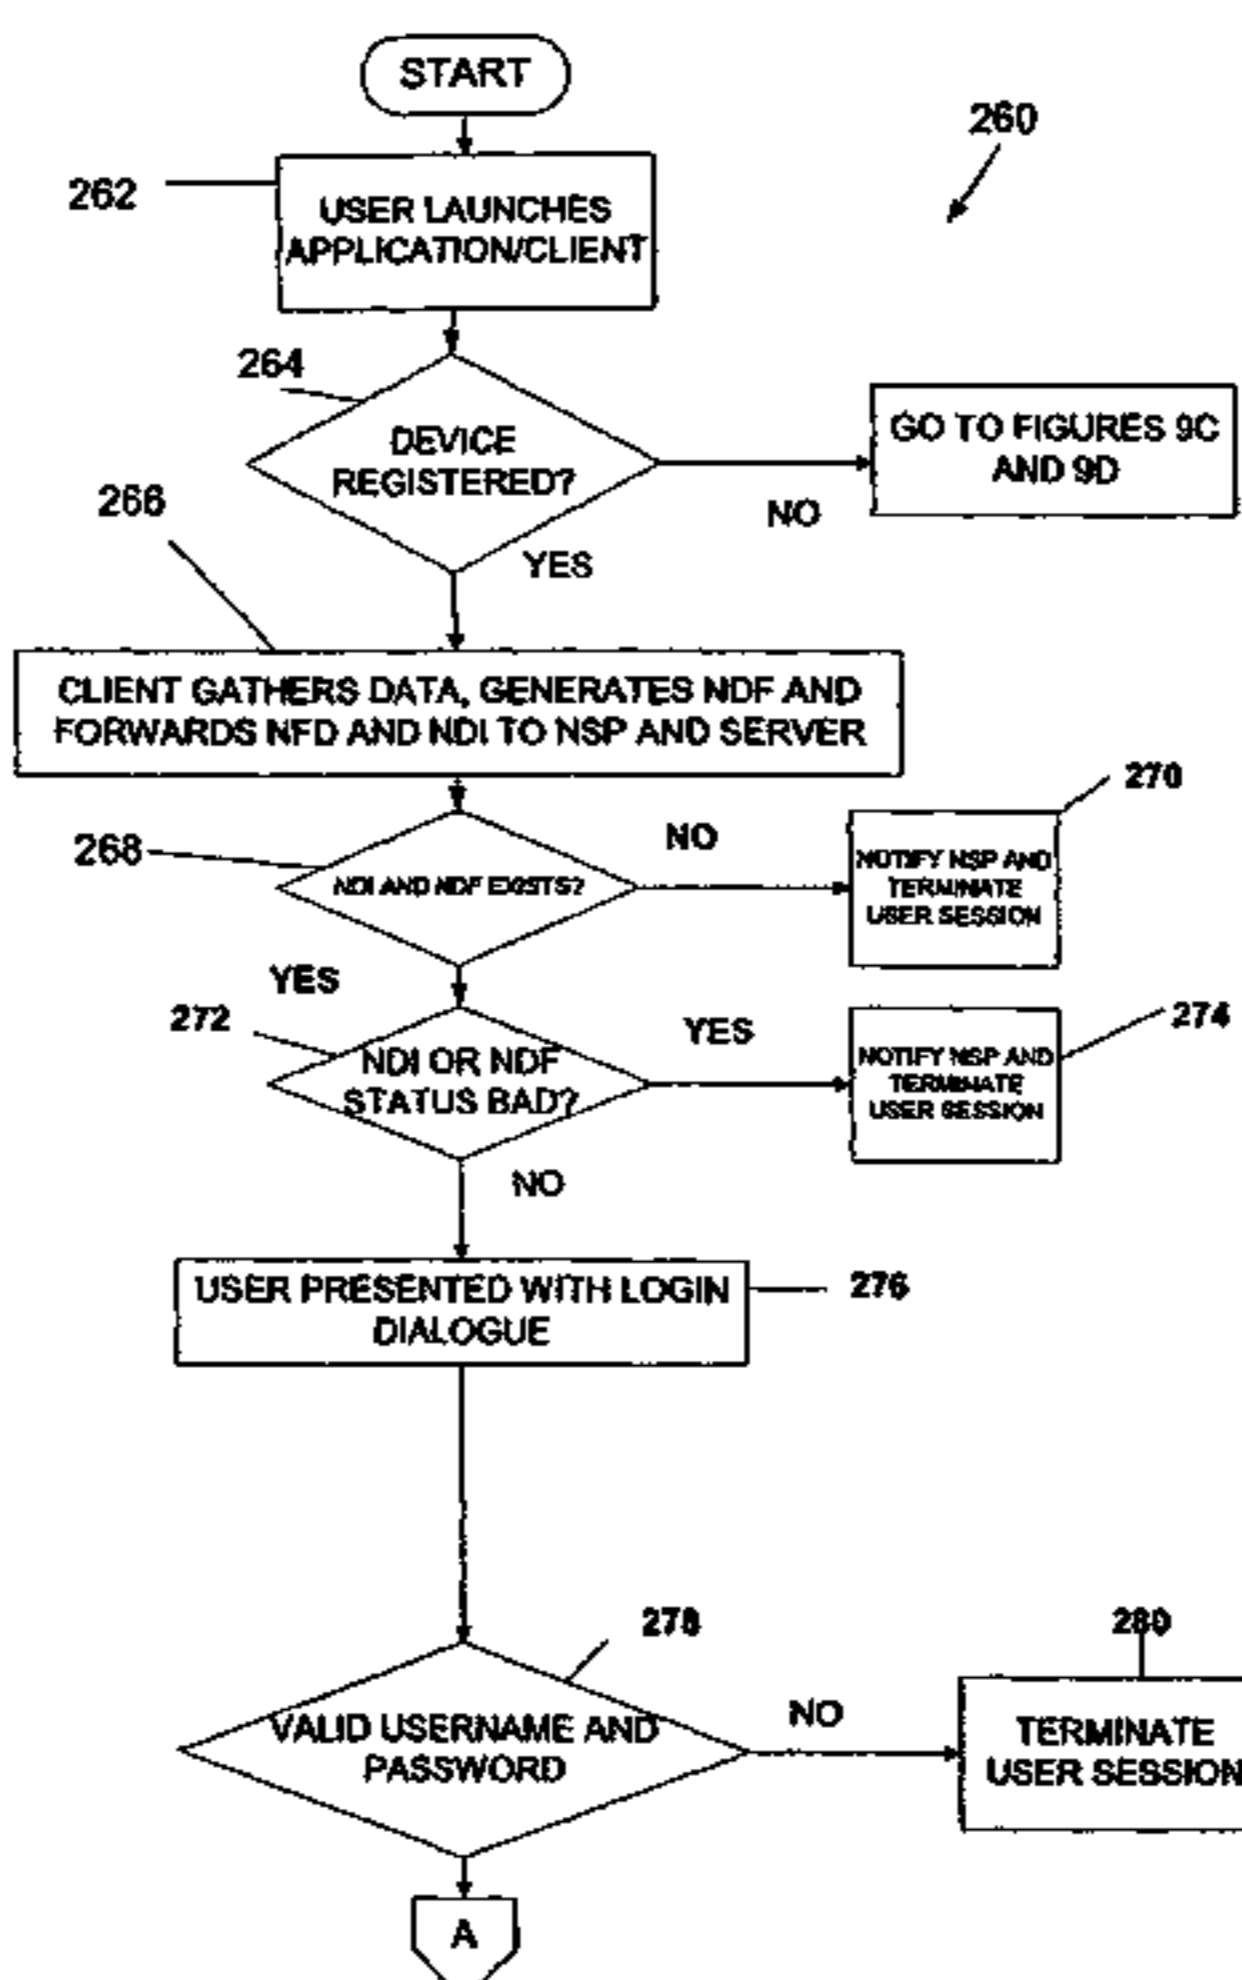 START
260
262
USER LAUNCHES
APPLICATION/CLIENT
264
DEVICE
REGISTERED?
GO TO FIGURES 9C
AND 9D
NO
266
YES
CLIENT GATHERS DATA, GENERATES NDF AND
FORWARDS NFD AND NDI TO NSP AND SERVER
270
268
NO
NDI AND NDF EXISTS?
NOTIFY NSP AND
TERMINATE
USER SESSION
YES
272
YES
274
NDI OR NDF
STATUS BAD?
NOTIFY NSP AND
TERMINATE
USER SESSION
NO
USER PRESENTED WITH LOGIN
DIALOGUE
276
278
280
VALID USERNAME AND
PASSWORD
NO
TERMINATE
USER SESSION
A